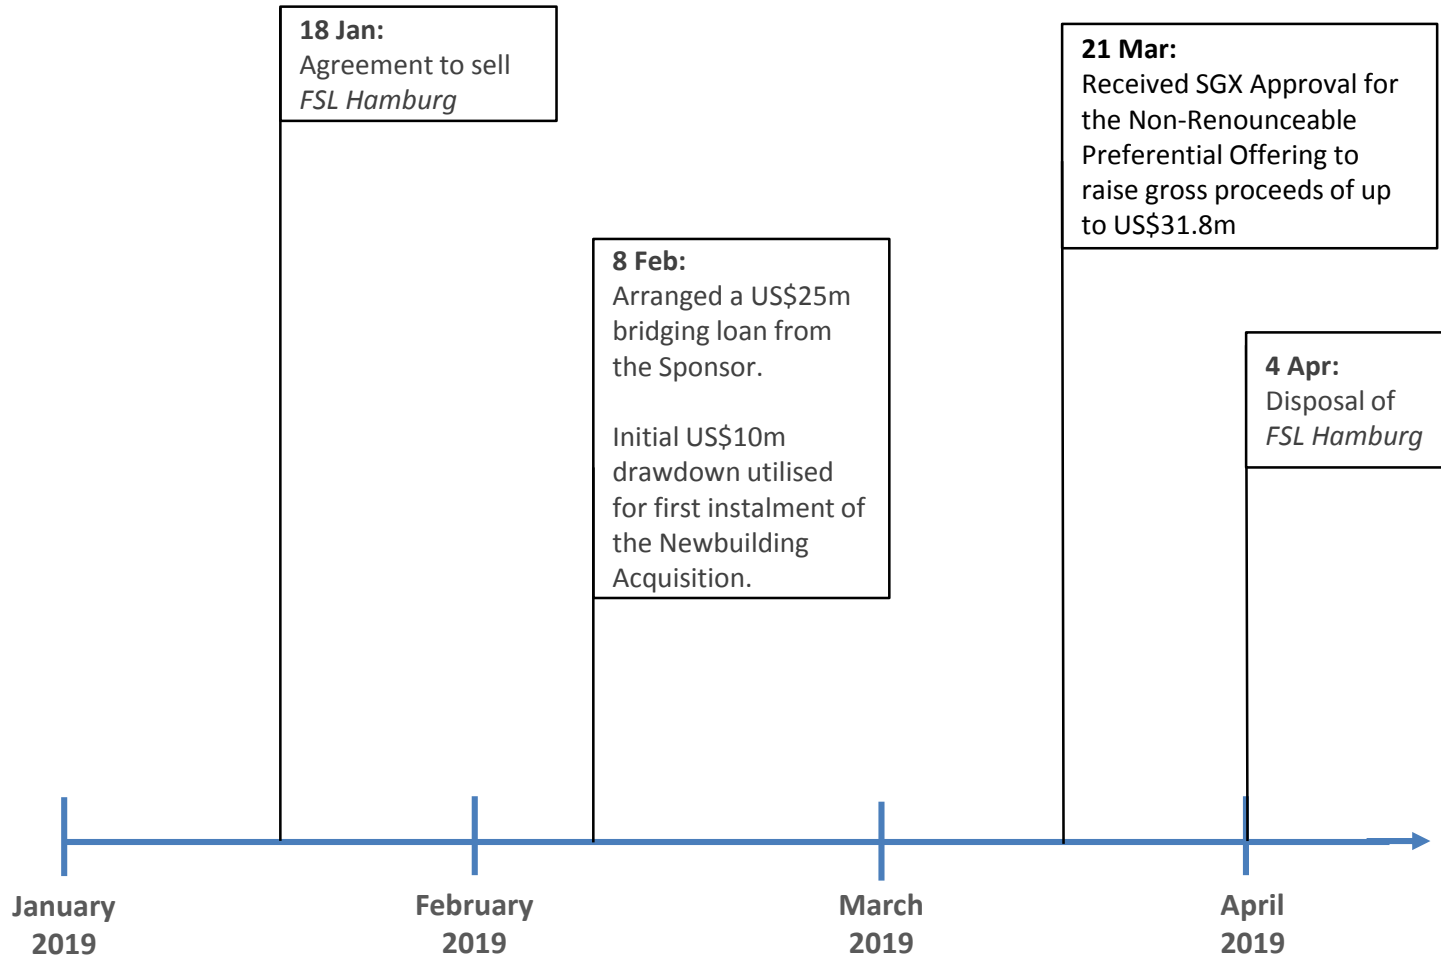 18 Jan:
Agreement to sell
FSL Hamburg
21 Mar:
Received SGX Approval for
the Non-Renounceable
Preferential Offering to
raise gross proceeds of up
to US$31.8m
8 Feb:
Arranged a US$25m
bridging loan from
the Sponsor.
Initial US$10m
drawdown utilised
for first instalment of
the Newbuilding
Acquisition.
4 Apr:
Disposal of
FSL Hamburg
January
2019
February
2019
March
2019
April
2019